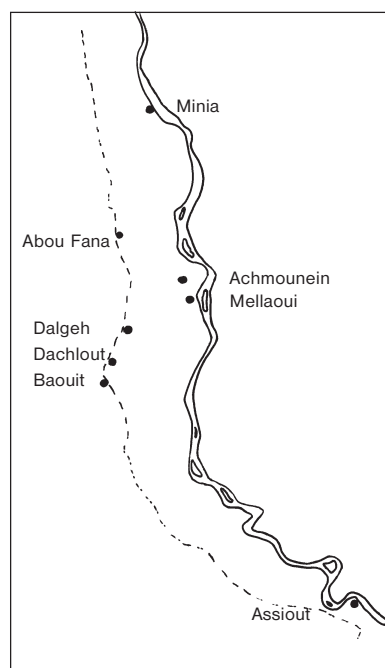 Minia
Abou Fana
Achmounein
Mellaoui
Dalgeh
Dachlout
Baouit
Assiout